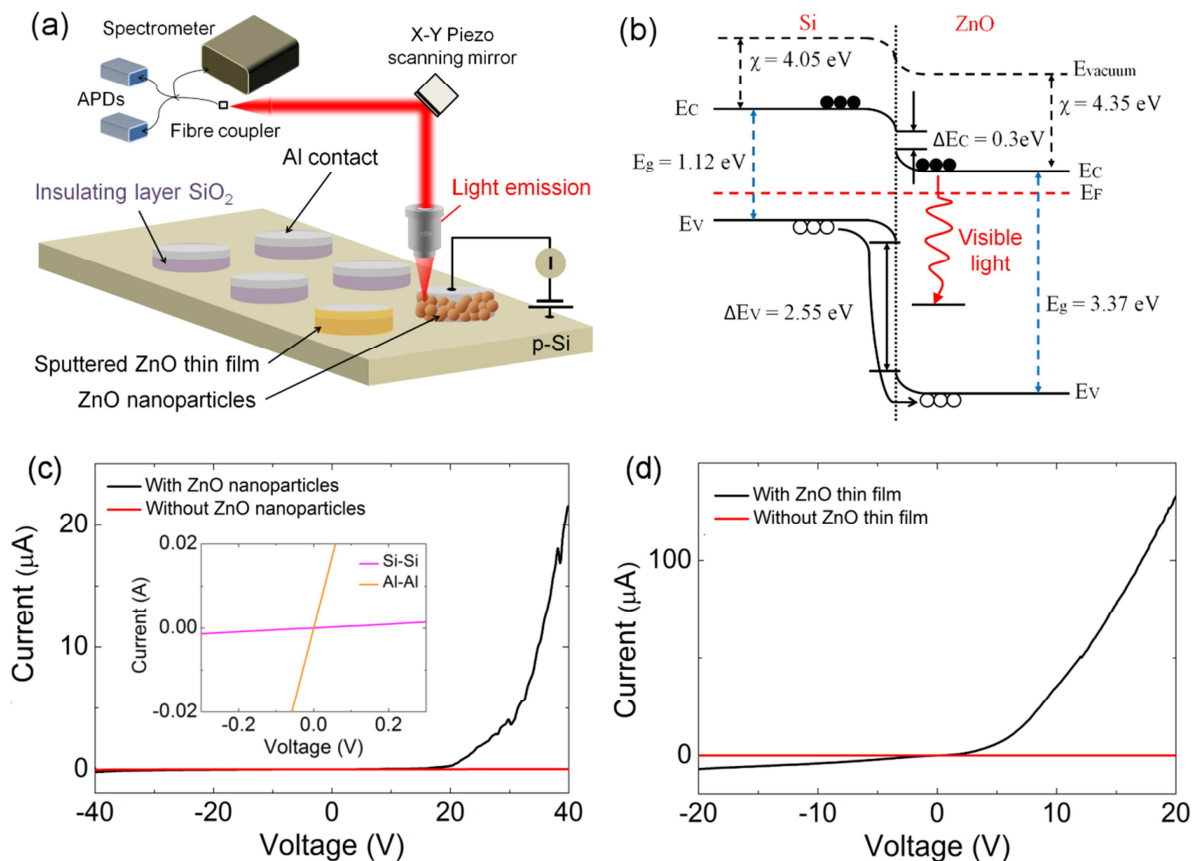 (a)
Spectrometer
X-Y Piezo
scanning mirror
APDs
Fibre coupler
Al contact
Insulating layer SiO₂
Light emission
I
p-Si
Sputtered ZnO thin film
ZnO nanoparticles
(b)
Si
ZnO
χ = 4.05 eV
Evacuum
χ = 4.35 eV
EC
ΔEC = 0.3eV
Eg = 1.12 eV
EC
EF
EV
Visible
light
Eg = 3.37 eV
ΔEV = 2.55 eV
EV
(c)
With ZnO nanoparticles
Without ZnO nanoparticles
Current (μA)
20
10
0
-40
-20
0
20
40
Voltage (V)
Si-Si
Al-Al
Current (A)
0.02
0.00
-0.02
-0.2
0.0
0.2
Voltage (V)
(d)
With ZnO thin film
Without ZnO thin film
Current (μA)
100
0
-20
-10
0
10
20
Voltage (V)